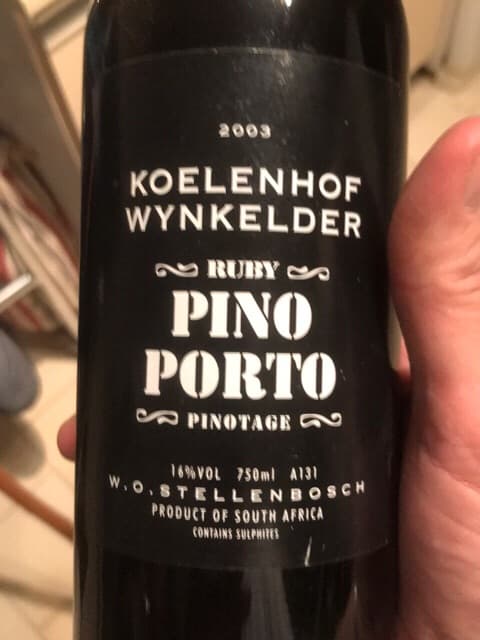 2003
KOELENHOF
WYNKELDER
RUBY
PINO
PORTO
PINOTAGE
16%VOL 750ml A131
W.O.STELLENBOSCH
PRODUCT OF SOUTH AFRICA
CONTAINS SULPHITES